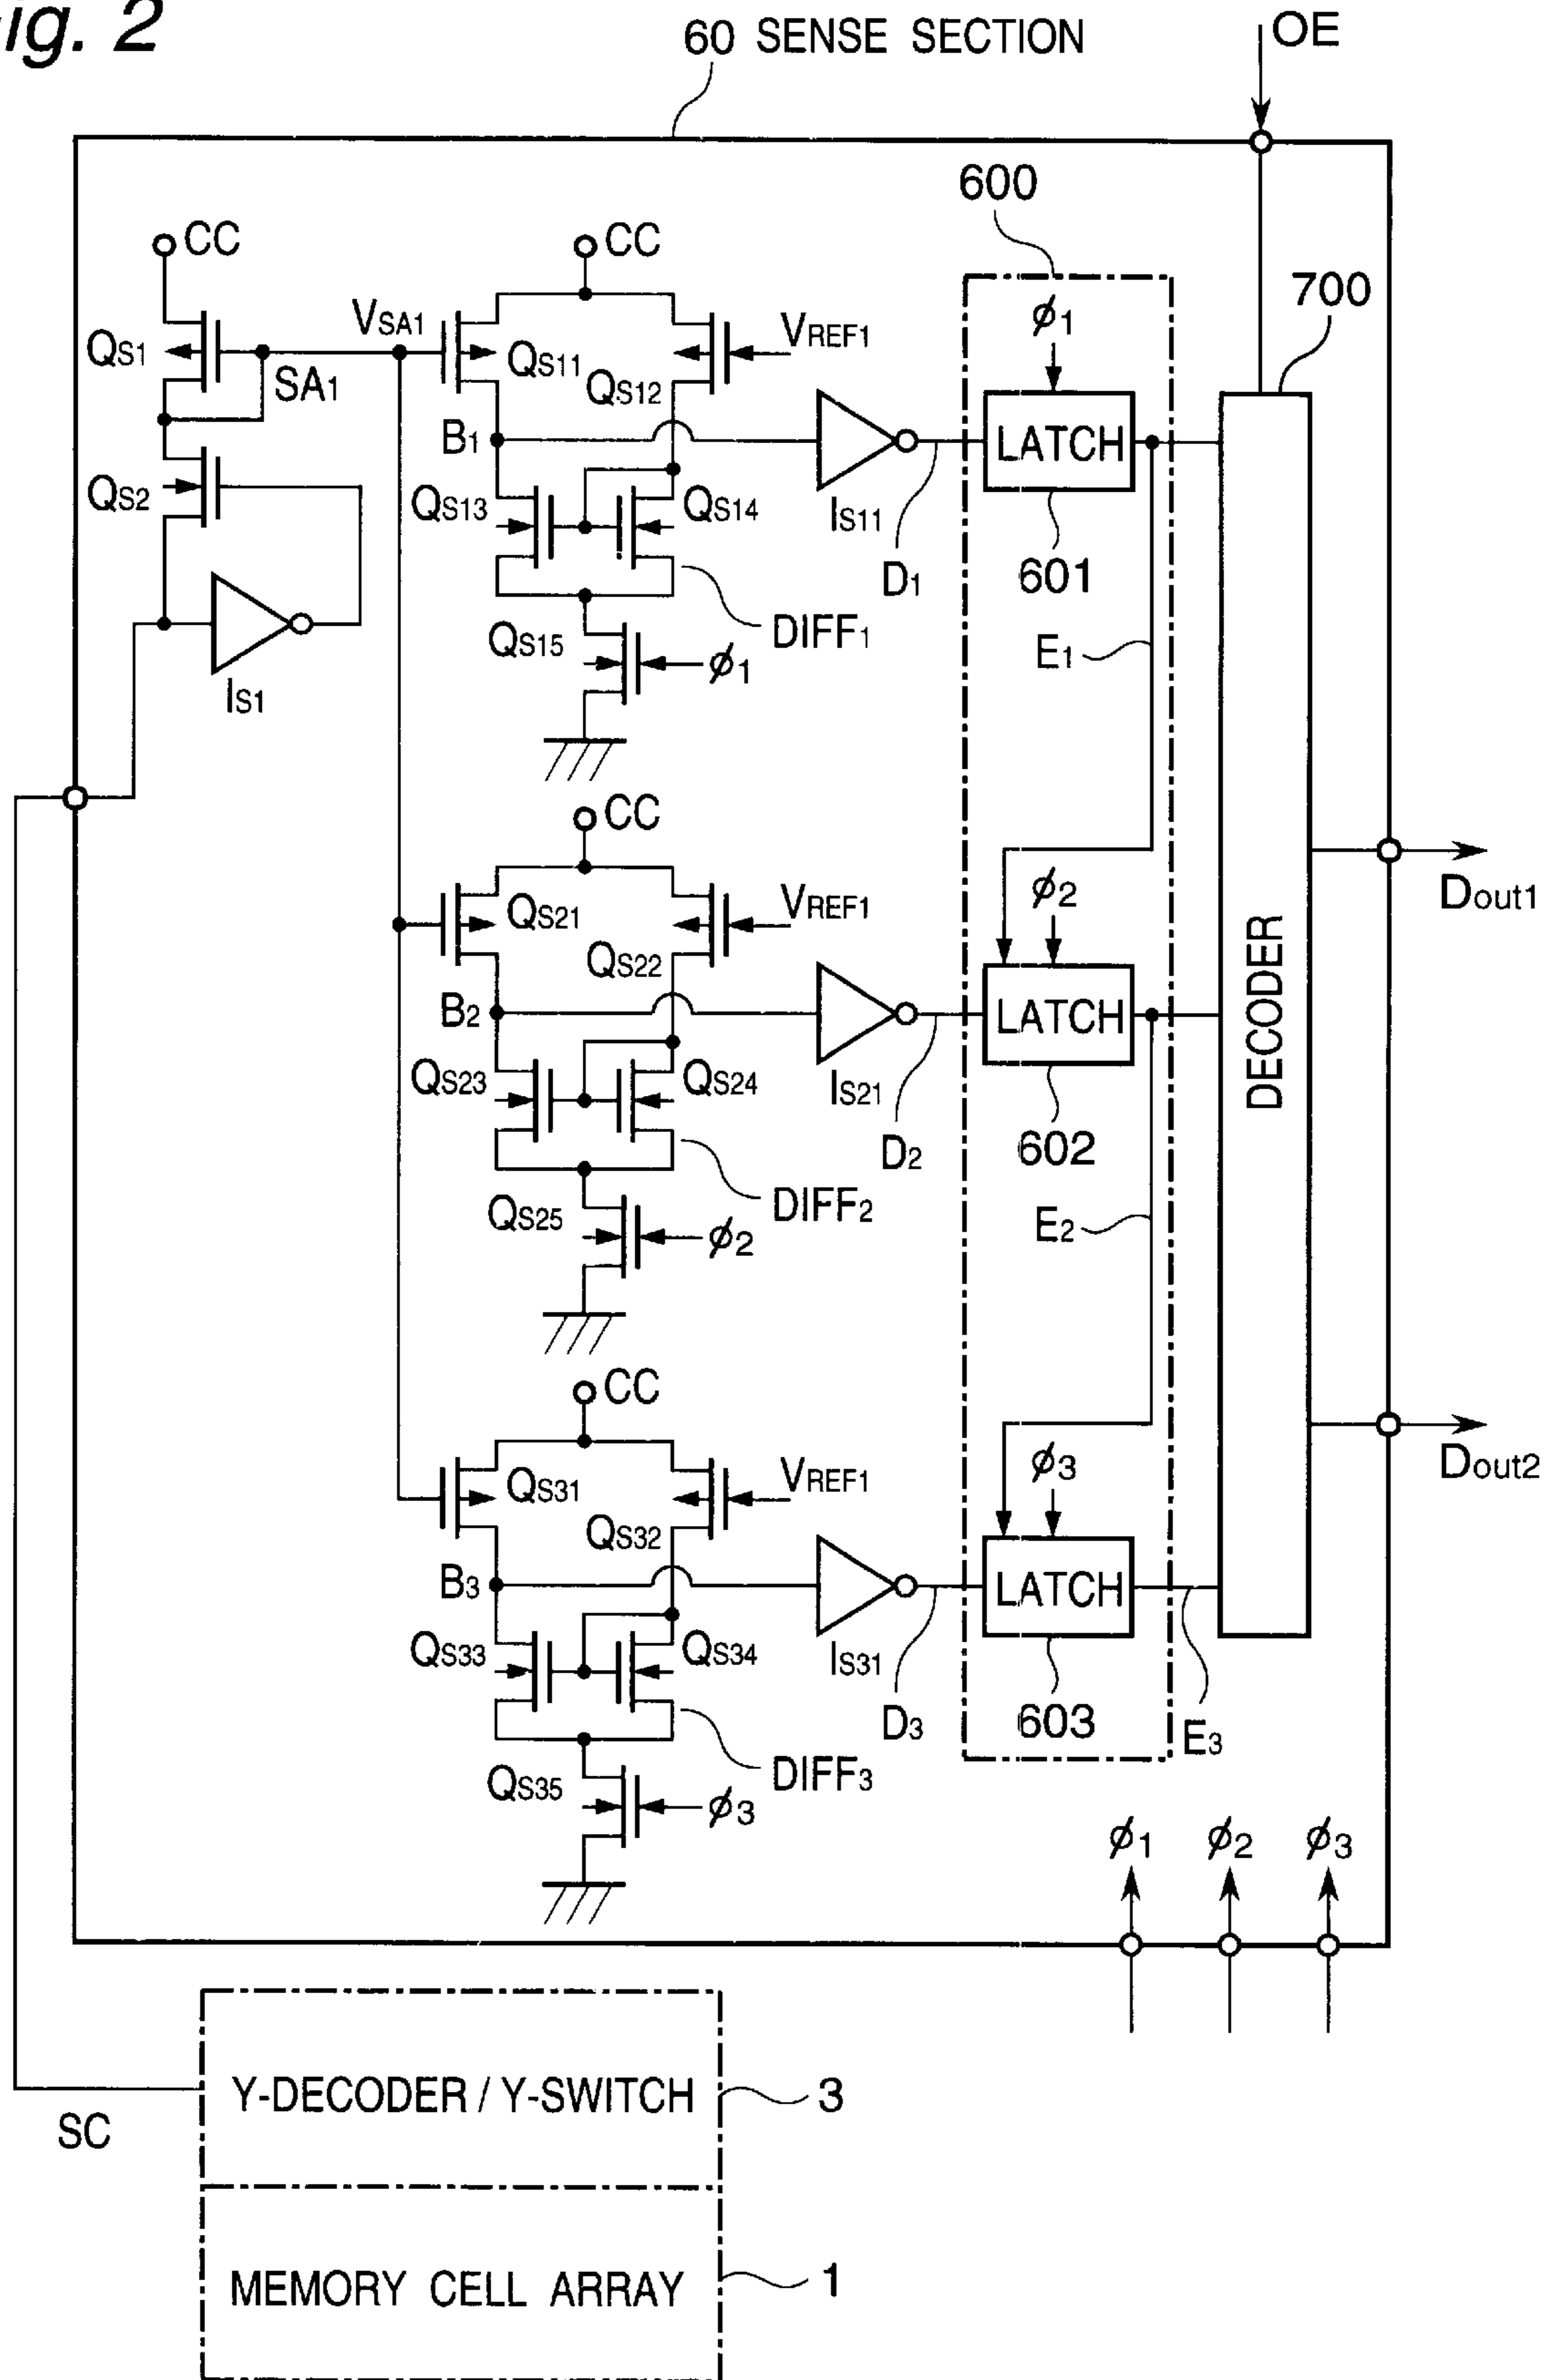 ig. 2
60 SENSE SECTION
OE
600
700
CC
CC
QS1
SA1
VSA1
QS11
QS12
VREF1
ϕ1
LATCH
601
B1
IS11
D1
QS2
QS13
QS14
DIFF1
QS15
ϕ1
IS1
E1
CC
QS21
QS22
VREF1
ϕ2
LATCH
602
B2
IS21
D2
QS23
QS24
DIFF2
QS25
ϕ2
E2
DECODER
Dout1
CC
QS31
QS32
VREF1
ϕ3
LATCH
603
B3
IS31
D3
QS33
QS34
DIFF3
QS35
ϕ3
E3
Dout2
ϕ1
ϕ2
ϕ3
Y-DECODER / Y-SWITCH
3
SC
MEMORY CELL ARRAY
1